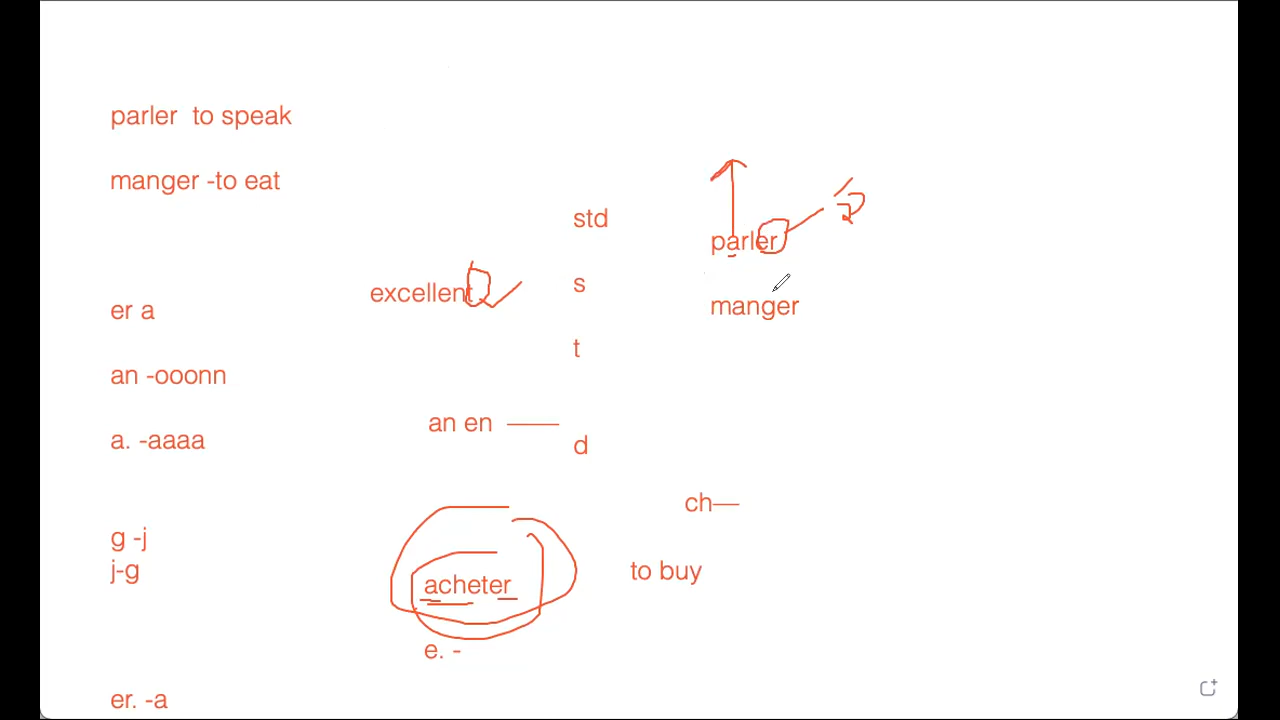 parler to speak
manger -to eat
std
parler
excellent
s
manger
er a
t
an -ooonn
an en ——
a. -aaaa
d
ch—
g -j
j-g
acheter
to buy
e. -
er. -a